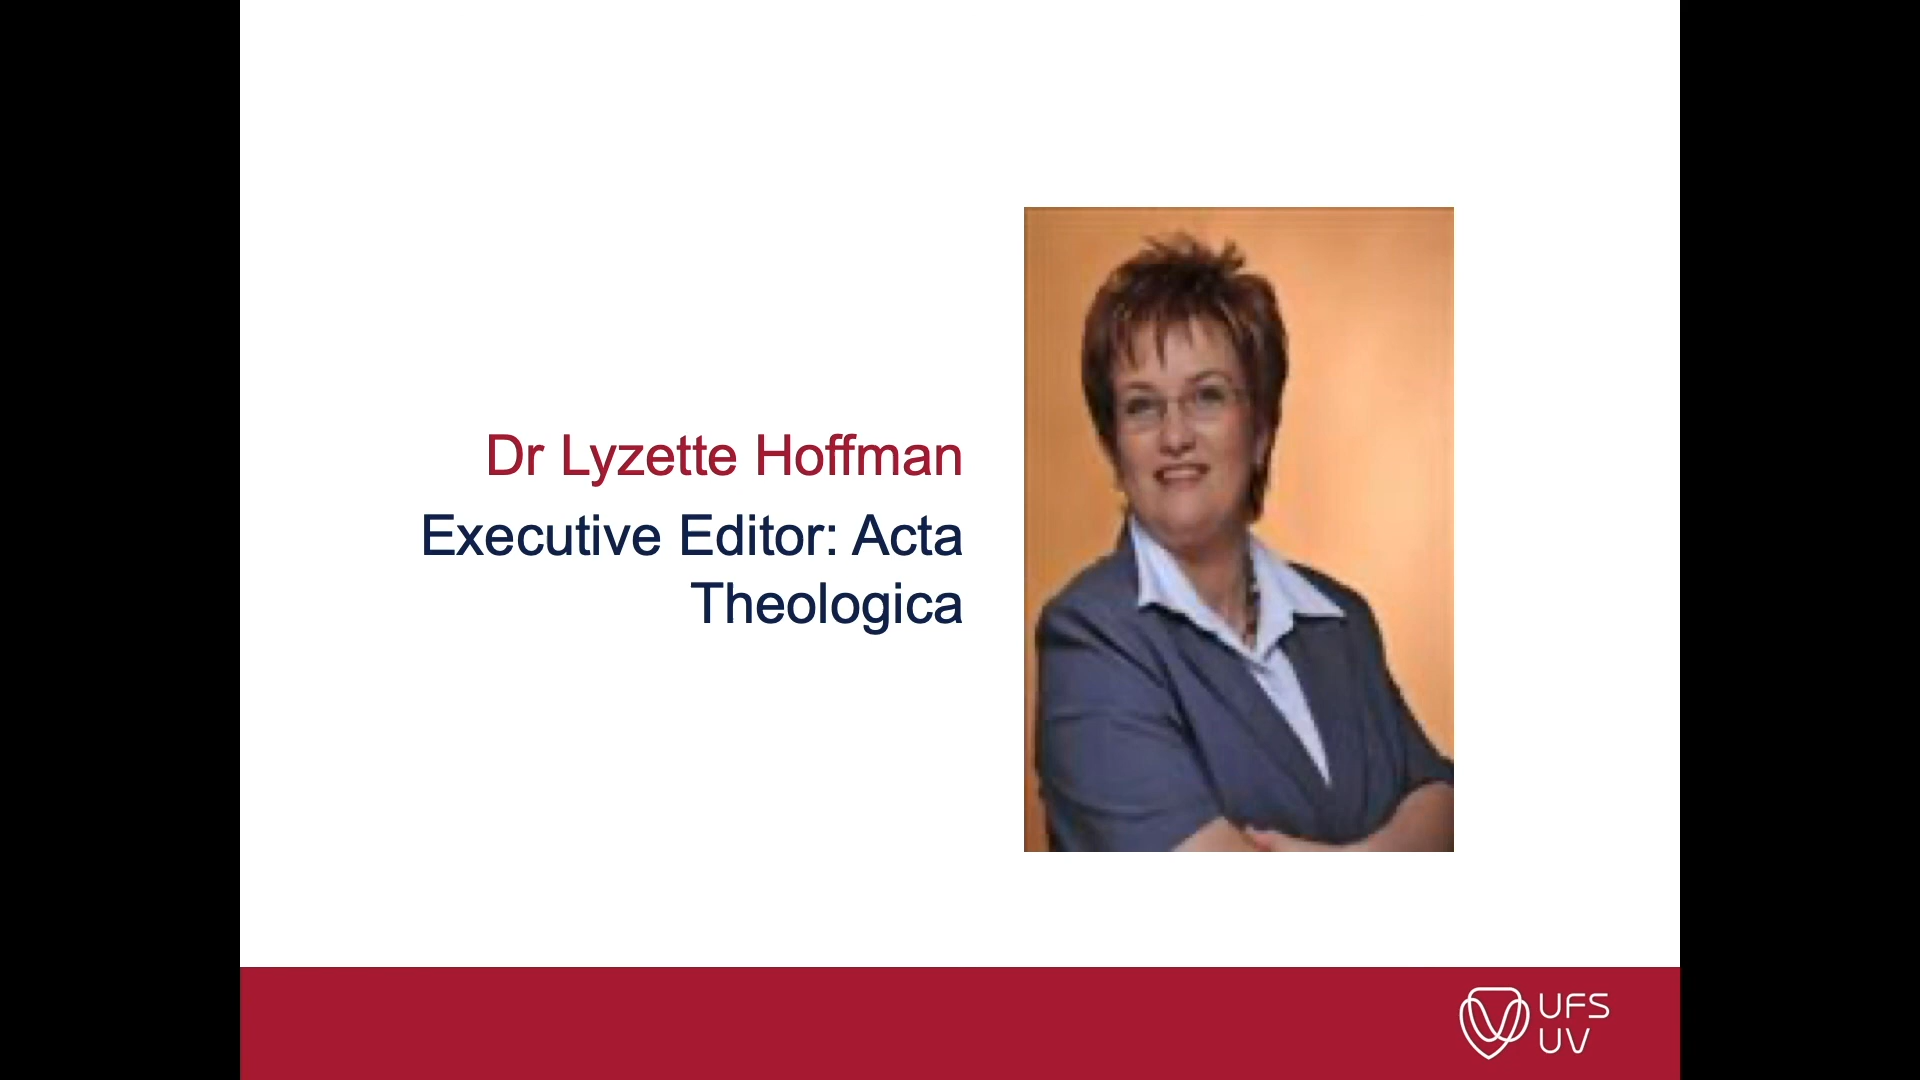 Dr Lyzette Hoffman
Executive Editor: Acta
Theologica
UFS
UV